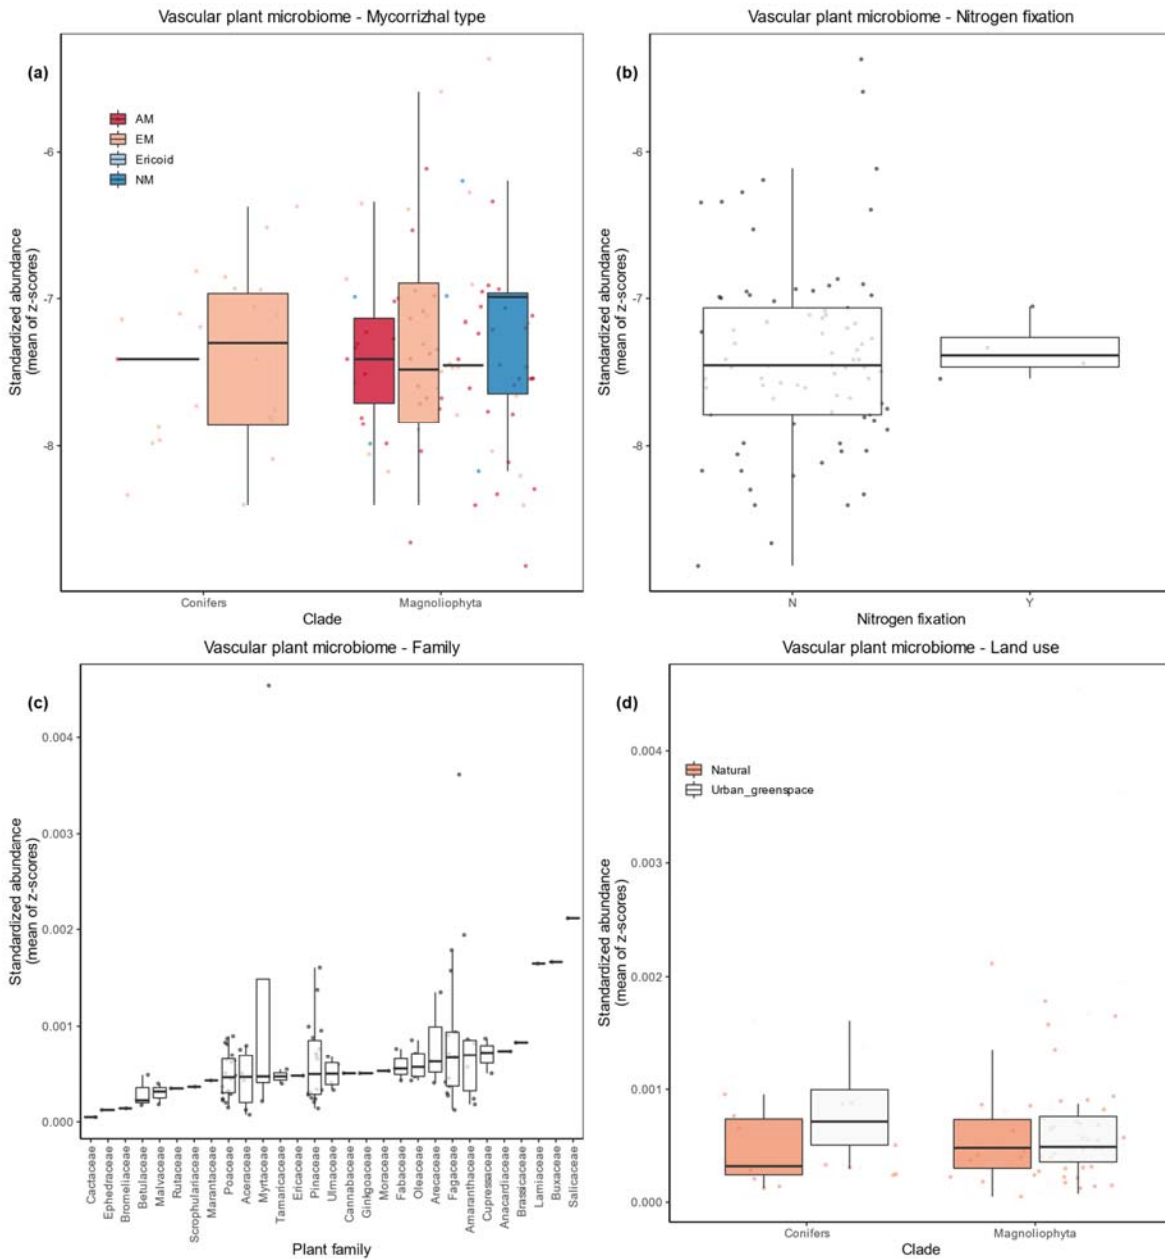 Vascular plant microbiome - Mycorrizhal type
(a)
AM
EM
Ericoid
NM
-6
-7
-8
Standardized abundance
(mean of z-scores)
Conifers
Magnoliophyta
Clade
Vascular plant microbiome - Nitrogen fixation
(b)
-6
-7
-8
Standardized abundance
(mean of z-scores)
N
Y
Nitrogen fixation
Vascular plant microbiome - Family
(c)
0.004
0.003
0.002
0.001
0.000
Standardized abundance
(mean of z-scores)
Cactaceae
Ephedraceae
Bromeliaceae
Betulaceae
Malvaceae
Rutaceae
Scrophulariaceae
Marantaceae
Poaceae
Aceraceae
Myrtaceae
Tamaricaceae
Ericaceae
Pinaceae
Ulmaceae
Cannabaceae
Ginkgoaceae
Moraceae
Fabaceae
Oleaceae
Arecaceae
Fagaceae
Amaranthaceae
Cupressaceae
Anacardiaceae
Brassicaceae
Lamiaceae
Buxaceae
Salicaceae
Plant family
Vascular plant microbiome - Land use
(d)
Natural
Urban_greenspace
0.004
0.003
0.002
0.001
0.000
Standardized abundance
(mean of z-scores)
Conifers
Magnoliophyta
Clade